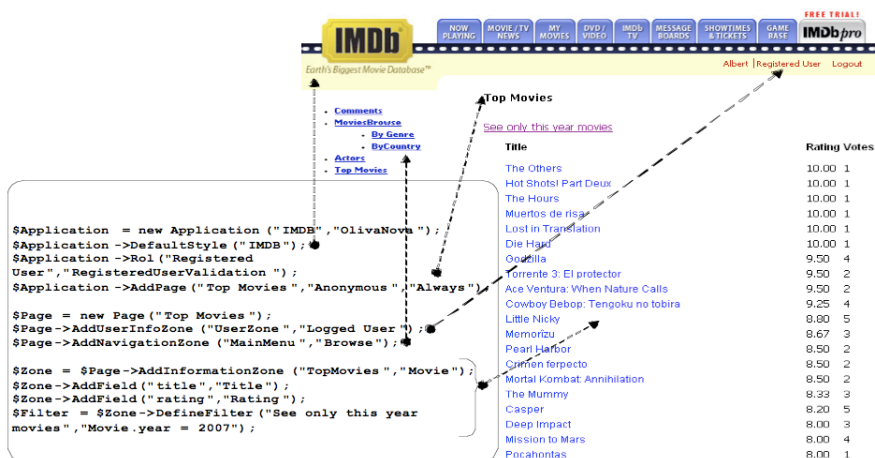 FREE TRIAL!
IMDb
NOW PLAYING
MOVIE / TV NEWS
MY MOVIES
DVD / VIDEO
IMDb TV
MESSAGE BOARDS
SHOWTIMES & TICKETS
GAME BASE
IMDb pro
Earth's Biggest Movie Database™
Albert | Registered User Logout
Comments
MoviesBrowse
By Genre
ByCountry
Actors
Top Movies
Top Movies
See only this year movies
Title Rating Votes
The Others 10.00 1
Hot Shots! Part Deux 10.00 1
The Hours 10.00 1
Muertos de risa 10.00 1
Lost in Translation 10.00 1
Die Hard 10.00 1
Godzilla 9.50 4
Torrente 3: El protector 9.50 2
Ace Ventura: When Nature Calls 9.50 2
Cowboy Bebop: Tengoku no tobira 9.25 4
Little Nicky 8.80 5
Memorîzu 8.67 3
Pearl Harbor 8.50 2
Crimen ferpecto 8.50 2
Mortal Kombat: Annihilation 8.50 2
The Mummy 8.33 3
Casper 8.20 5
Deep Impact 8.00 3
Mission to Mars 8.00 4
Pocahontas 8.00 1
$Application = new Application ("IMDB","OlivaNova");
$Application->DefaultStyle ("IMDB");
$Application->Rol ("Registered
User","RegisteredUserValidation ");
$Application->AddPage ("Top Movies","Anonymous","Always")
$Page = new Page ("Top Movies");
$Page->AddUserInfoZone ("UserZone","Logged User");
$Page->AddNavigationZone ("MainMenu","Browse");
$Zone = $Page->AddInformationZone ("TopMovies","Movie");
$Zone->AddField ("title","Title");
$Zone->AddField ("rating","Rating");
$Filter = $Zone->DefineFilter ("See only this year
movies","Movie.year = 2007");